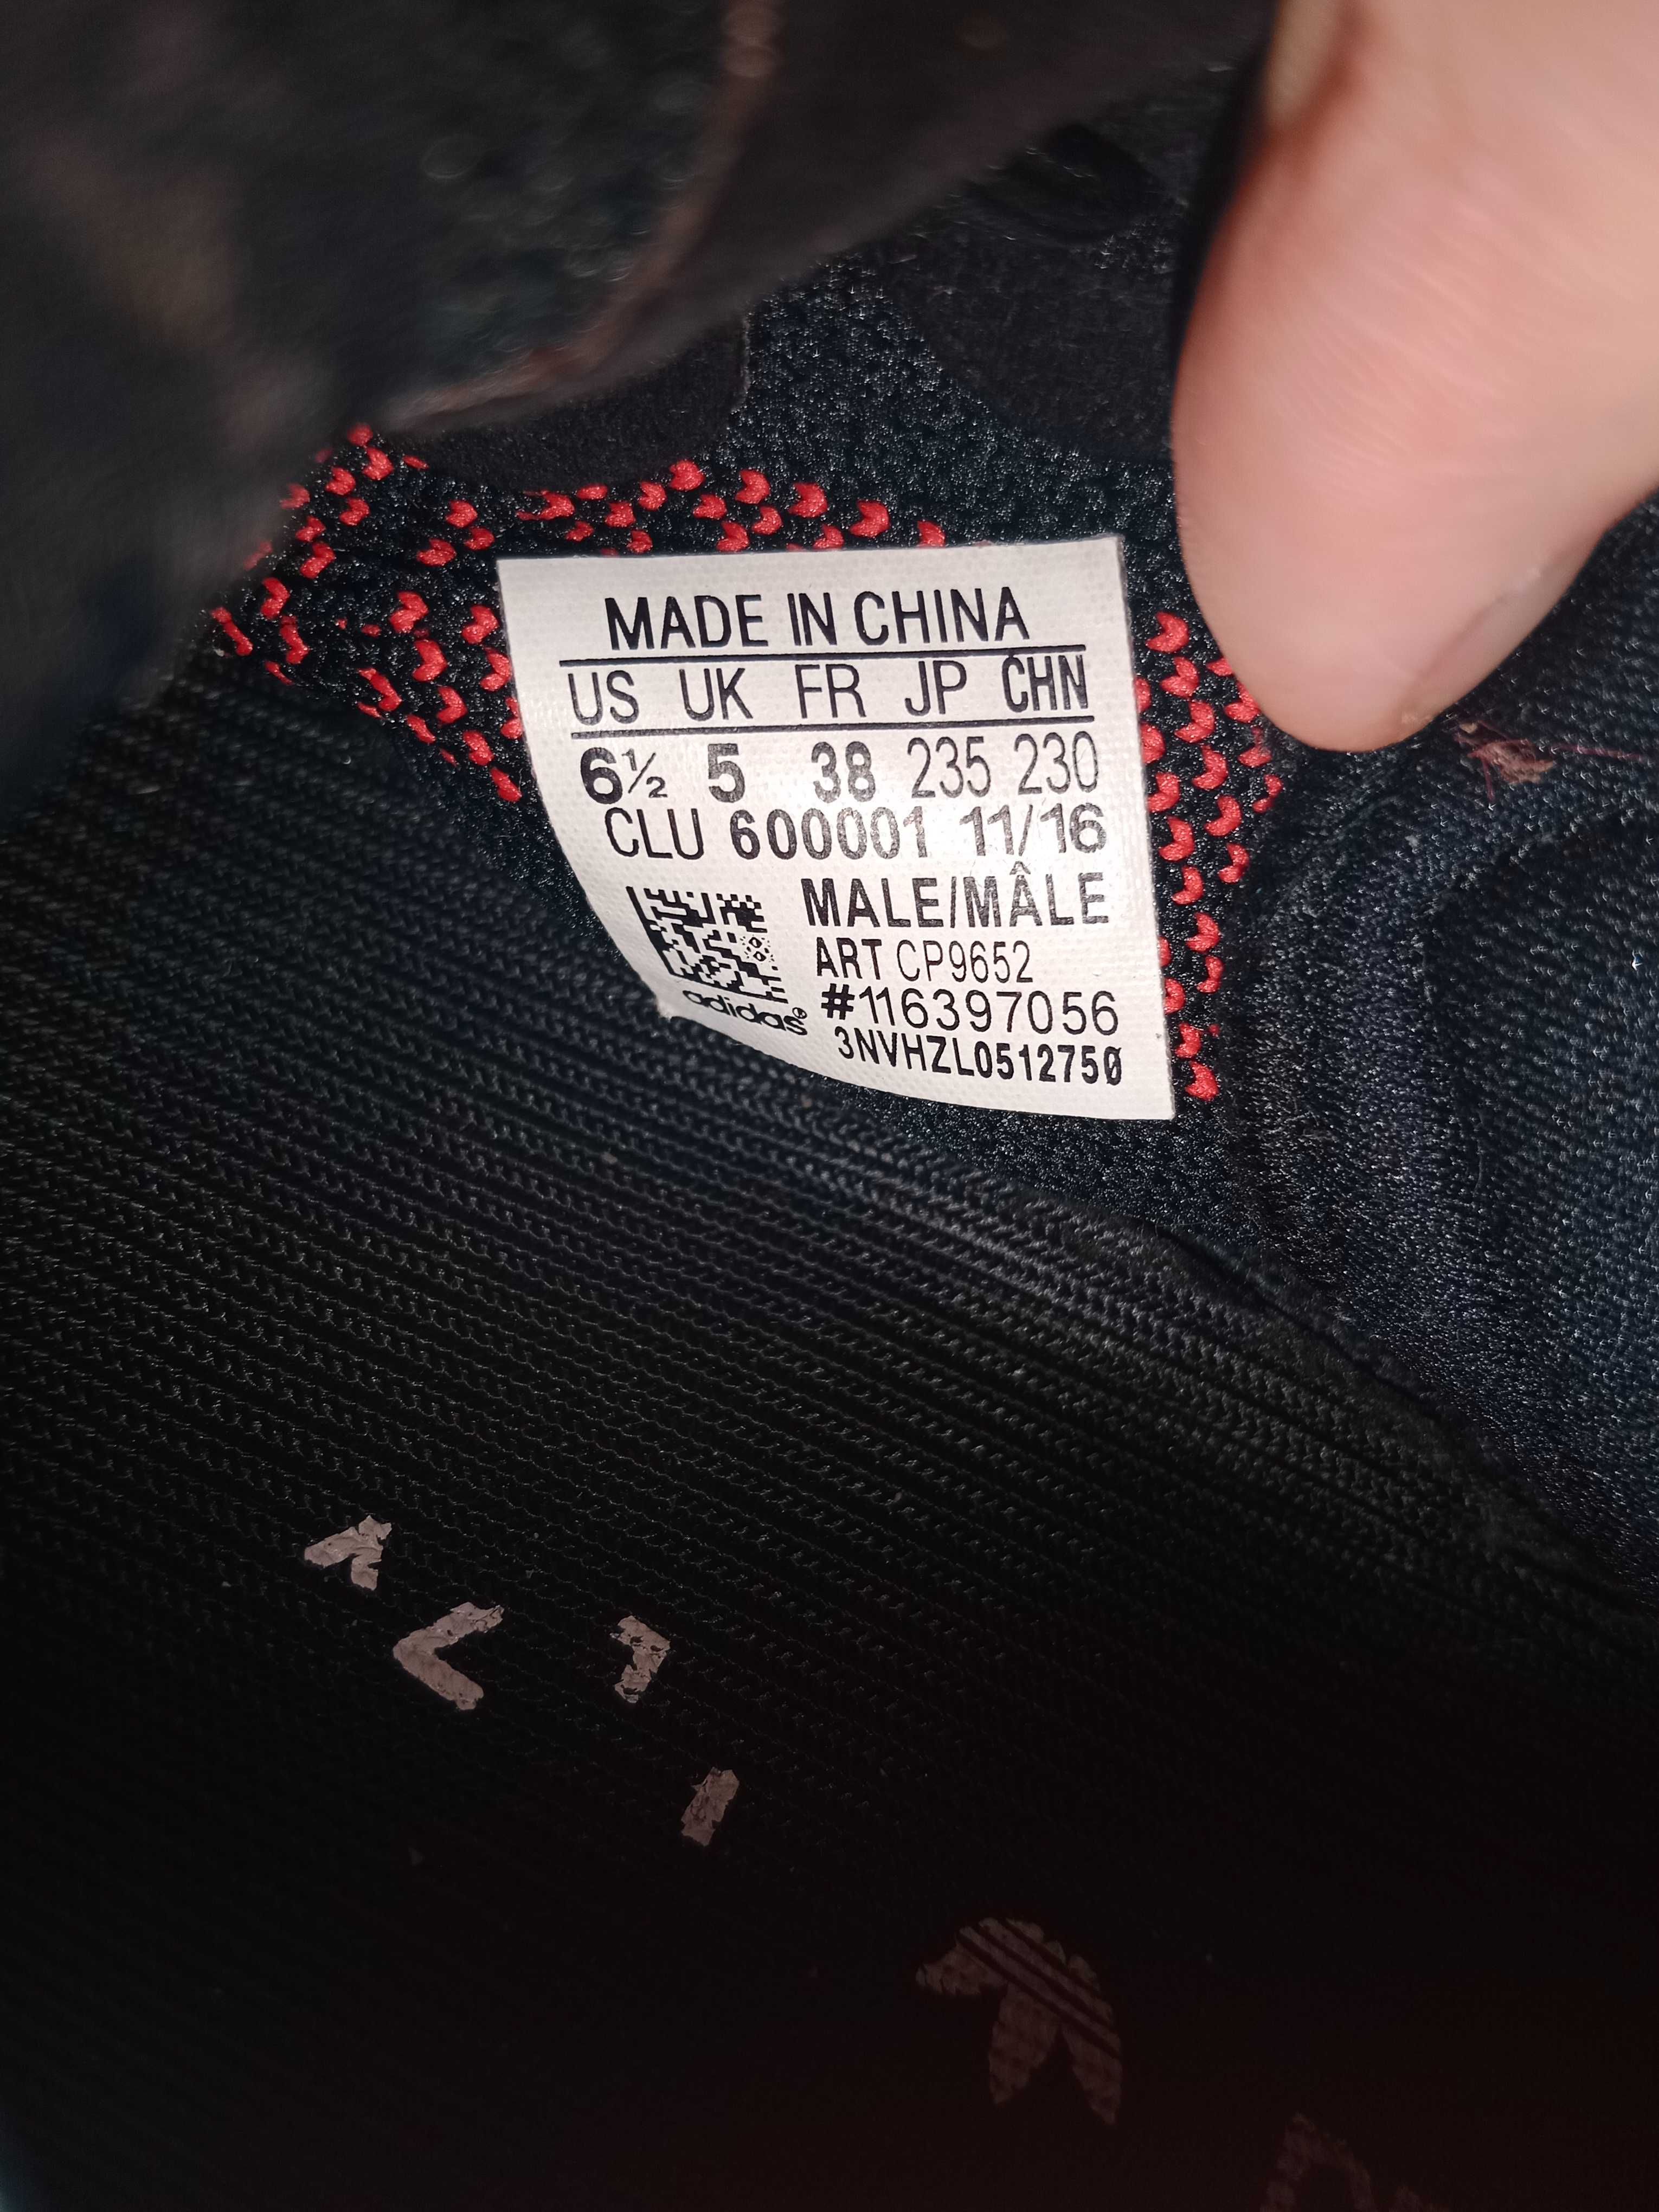 MADE IN CHINA
US UK FR JP CHN
6½ 5 38 235 230
CLU 600001 11/16
MALE/MÂLE
ART CP9652
#116397056
3NVHZL0512750
adidas®